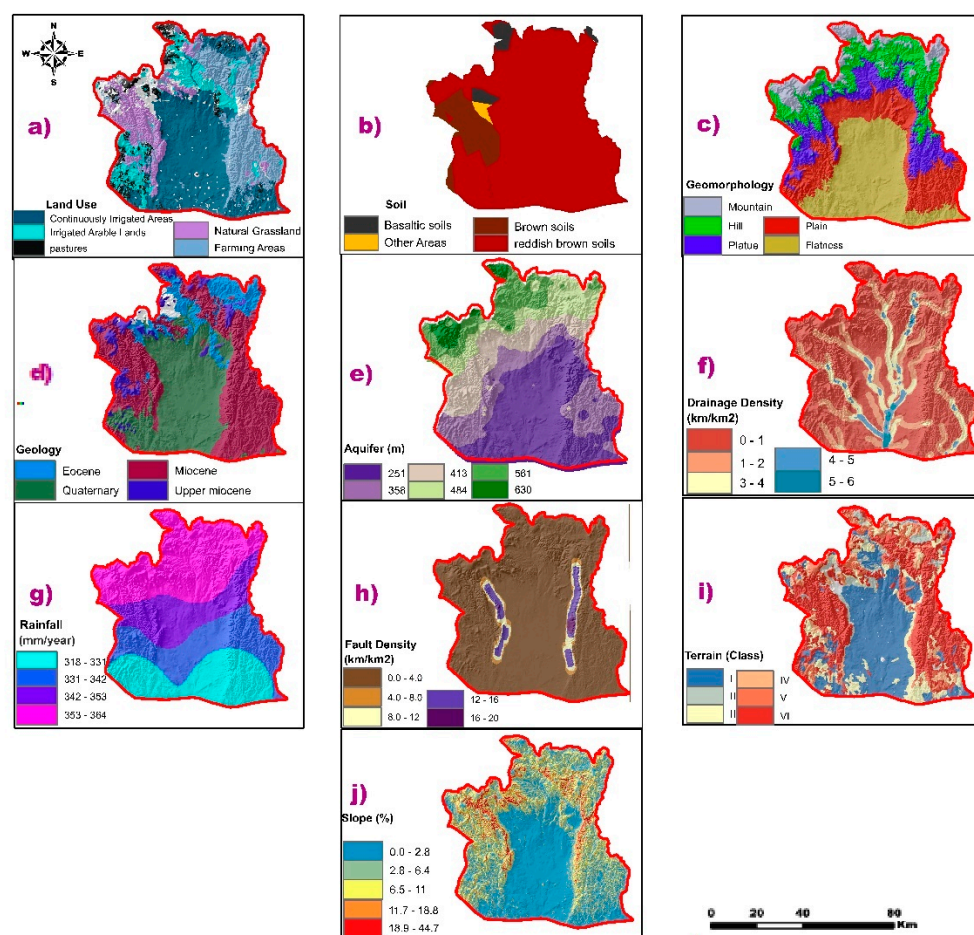 N
W E
S
a)
Land Use
Continuously Irrigated Areas
Irrigated Arable Lands
pastures
Natural Grassland
Farming Areas
b)
Soil
Basaltic soils
Other Areas
Brown soils
reddish brown soils
c)
Geomorphology
Mountain
Hill
Platue
Plain
Flatness
d)
Geology
Eocene
Quaternary
Miocene
Upper miocene
e)
Aquifer (m)
251
358
413
484
561
630
f)
Drainage Density
(km/km2)
0 - 1
1 - 2
3 - 4
4 - 5
5 - 6
g)
Rainfall
(mm/year)
318 - 331
331 - 342
342 - 353
353 - 364
h)
Fault Density
(km/km2)
0.0 - 4.0
4.0 - 8.0
8.0 - 12
12 - 16
16 - 20
i)
Terrain (Class)
I
II
II
IV
V
VI
j)
Slope (%)
0.0 - 2.8
2.8 - 6.4
6.5 - 11
11.7 - 18.8
18.9 - 44.7
0 20 40 80
Km